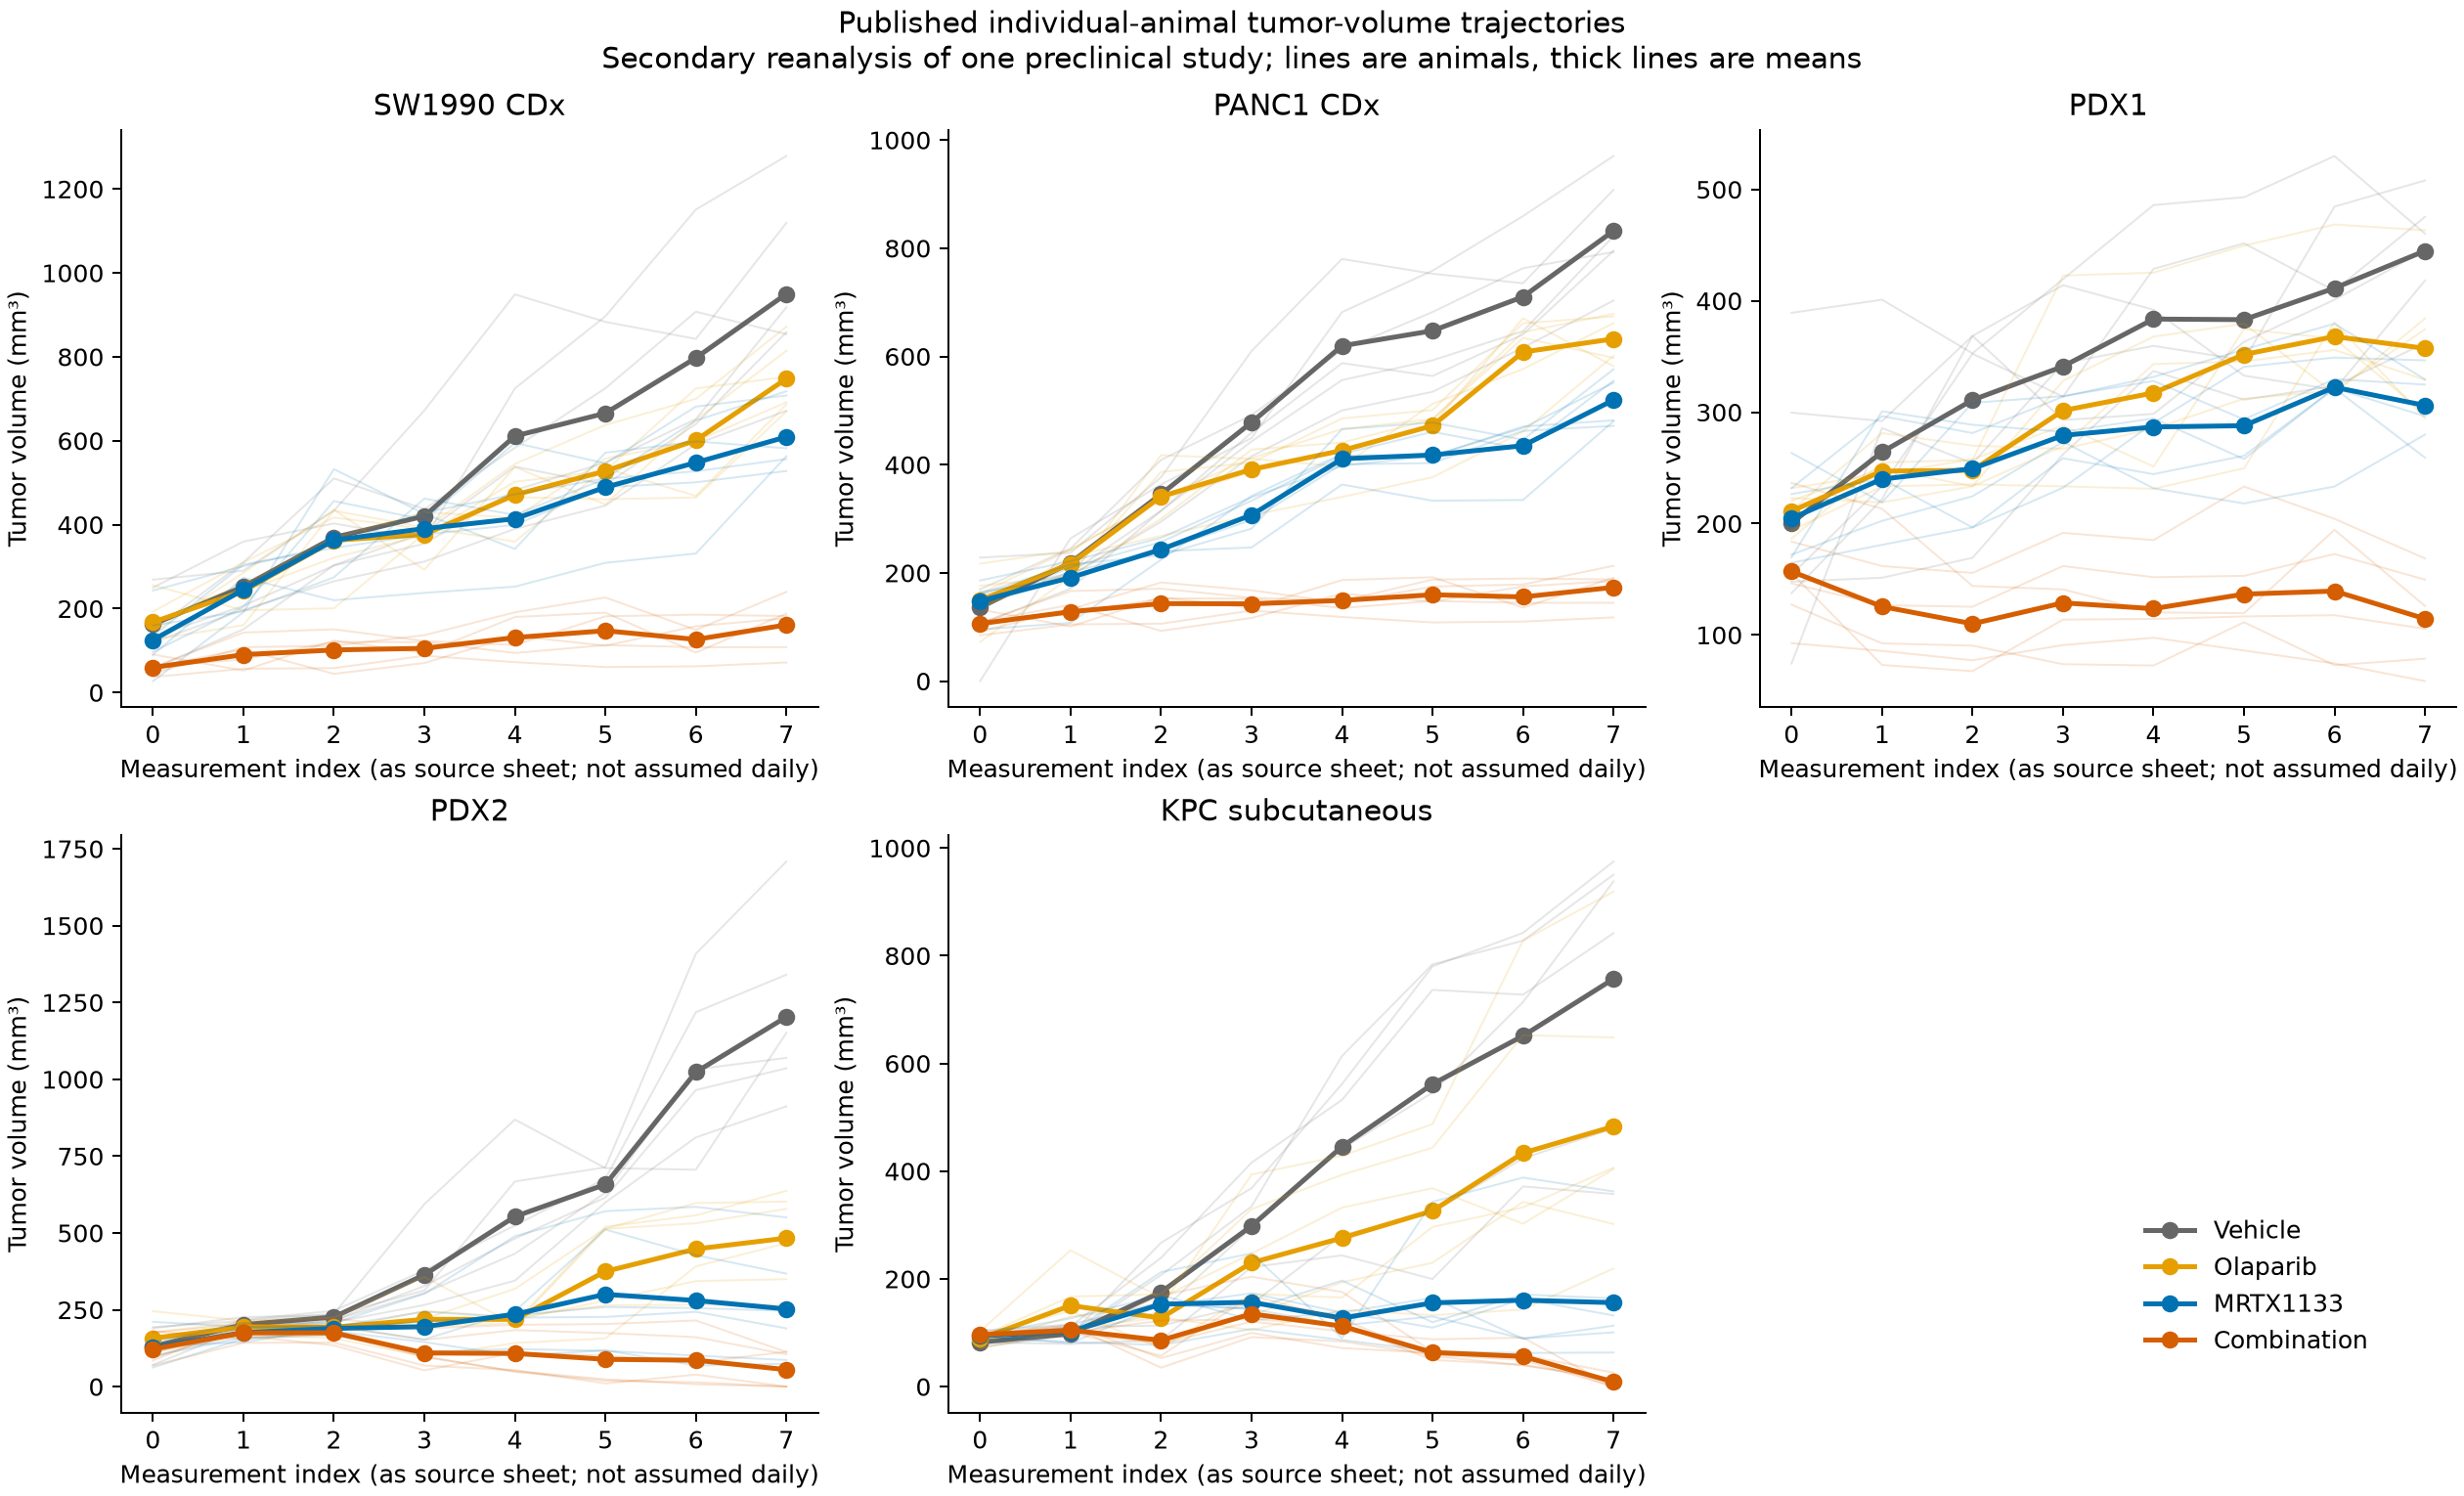 Published individual-animal tumor-volume trajectories
Secondary reanalysis of one preclinical study; lines are animals, thick lines are means
SW1990 CDx
Tumor volume (mm³)
1200
1000
800
600
400
200
0
0 1 2 3 4 5 6 7
Measurement index (as source sheet; not assumed daily)
PANC1 CDx
Tumor volume (mm³)
1000
800
600
400
200
0
0 1 2 3 4 5 6 7
Measurement index (as source sheet; not assumed daily)
PDX1
Tumor volume (mm³)
500
400
300
200
100
0 1 2 3 4 5 6 7
Measurement index (as source sheet; not assumed daily)
PDX2
Tumor volume (mm³)
1750
1500
1250
1000
750
500
250
0
0 1 2 3 4 5 6 7
Measurement index (as source sheet; not assumed daily)
KPC subcutaneous
Tumor volume (mm³)
1000
800
600
400
200
0
0 1 2 3 4 5 6 7
Measurement index (as source sheet; not assumed daily)
Vehicle
Olaparib
MRTX1133
Combination